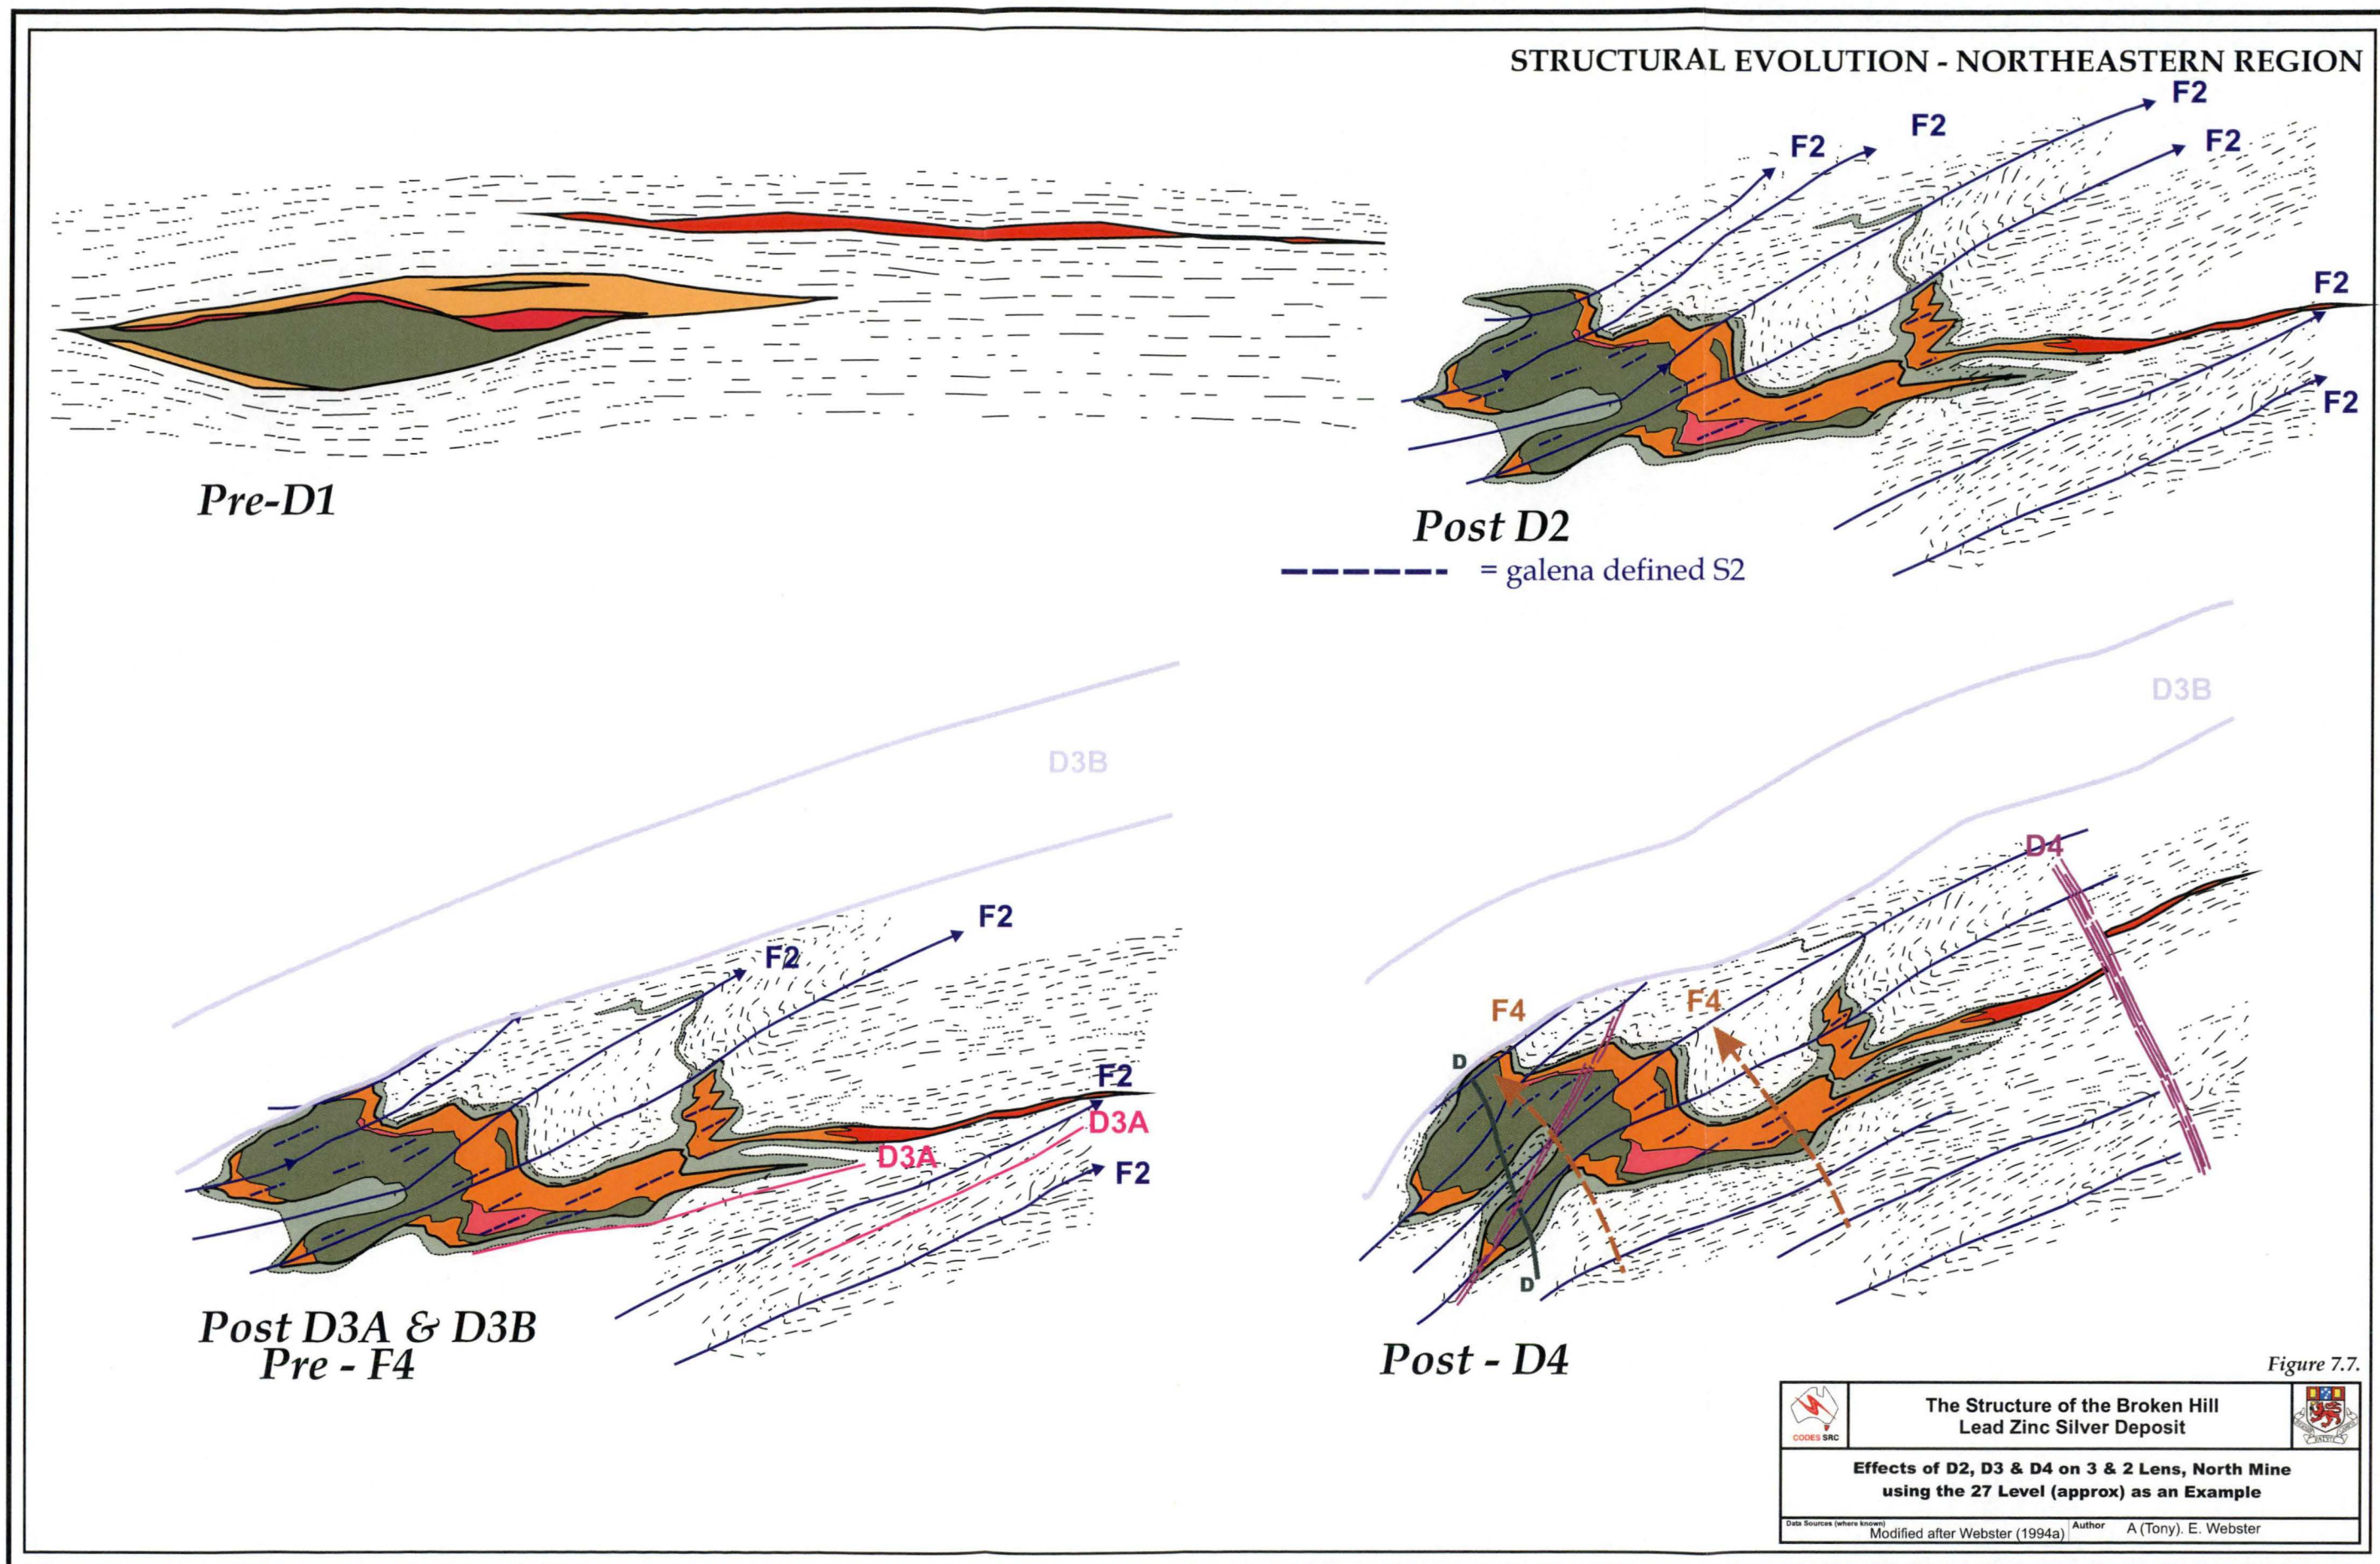 STRUCTURAL EVOLUTION - NORTHEASTERN REGION
F2
F2
F2
F2
F2
F2
Pre-D1
Post D2
= galena defined S2
D3B
F2
F2
F2
D3A
D3A
F2
Post D3A & D3B
Pre - F4
D3B
D4
F4
F4
D
D
Post - D4
Figure 7.7.
CODES SRC
The Structure of the Broken Hill
Lead Zinc Silver Deposit
Effects of D2, D3 & D4 on 3 & 2 Lens, North Mine
using the 27 Level (approx) as an Example
Data Sources (where known)
Modified after Webster (1994a)
Author
A (Tony). E. Webster